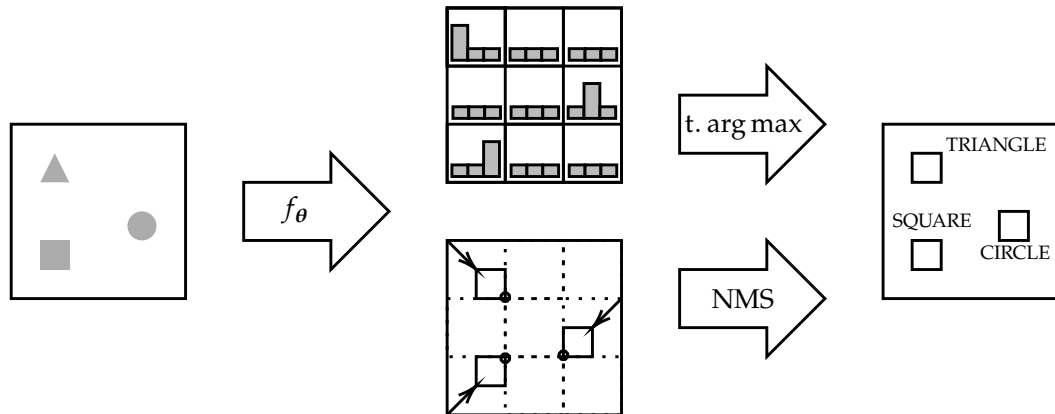 f_θ
t. arg max
NMS
TRIANGLE
SQUARE
CIRCLE